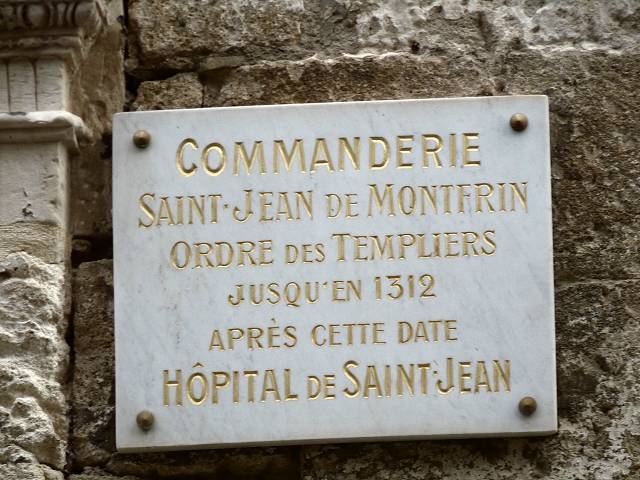 COMMANDERIE
SAINT-JEAN DE MONTFRIN
ORDRE DES TEMPLIERS
JUSQU'EN 1312
APRÈS CETTE DATE
HÔPITAL DE SAINT-JEAN